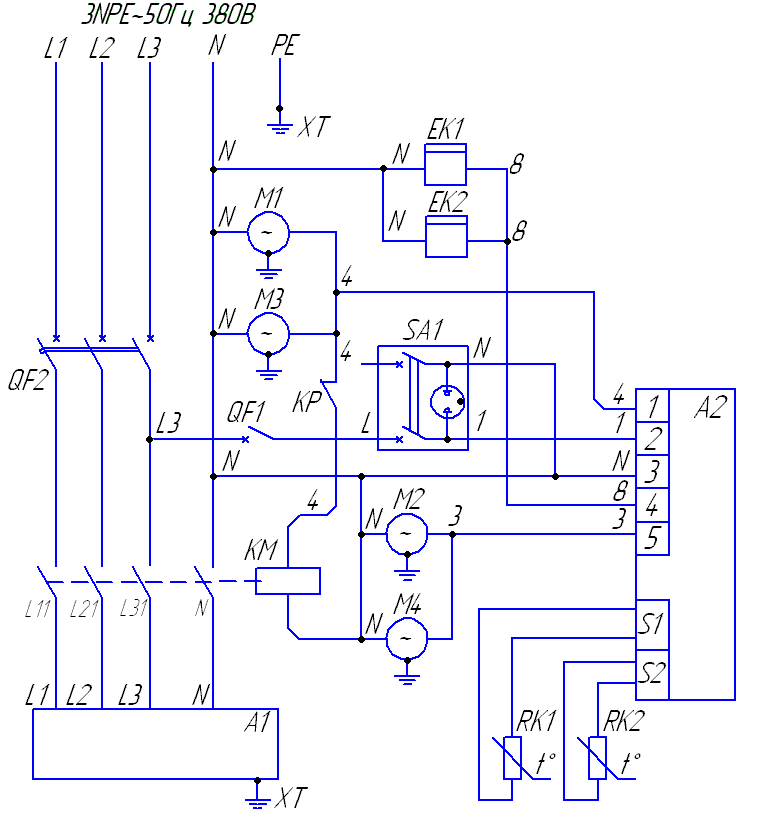 3NPE~50Гц 380В
L1 L2 L3 N PE
XT
N N EK1 8
N M1 N EK2 8
4
N M3
SA1
4 N
QF2 KP 4 A2
L3 QF1 L 1 1 1
2
N N 3
8 4
4 N M2 3 3 5
KM
~
~
~
~
L11 L21 L31 N N M4 S1
S2
L1 L2 L3 N
A1 RK1 RK2
t° t°
XT